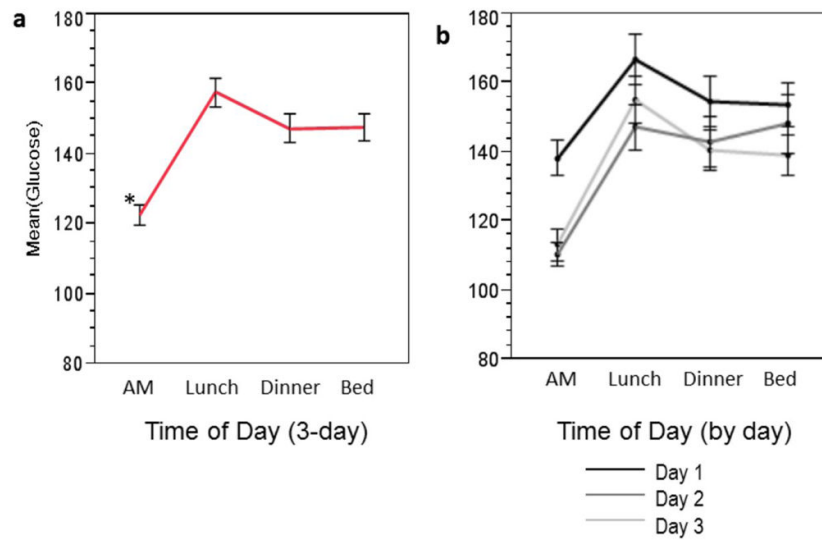 a
180
160
140
120
100
80
Mean(Glucose)
*
AM Lunch Dinner Bed
Time of Day (3-day)
b
180
160
140
120
100
80
AM Lunch Dinner Bed
Time of Day (by day)
Day 1
Day 2
Day 3